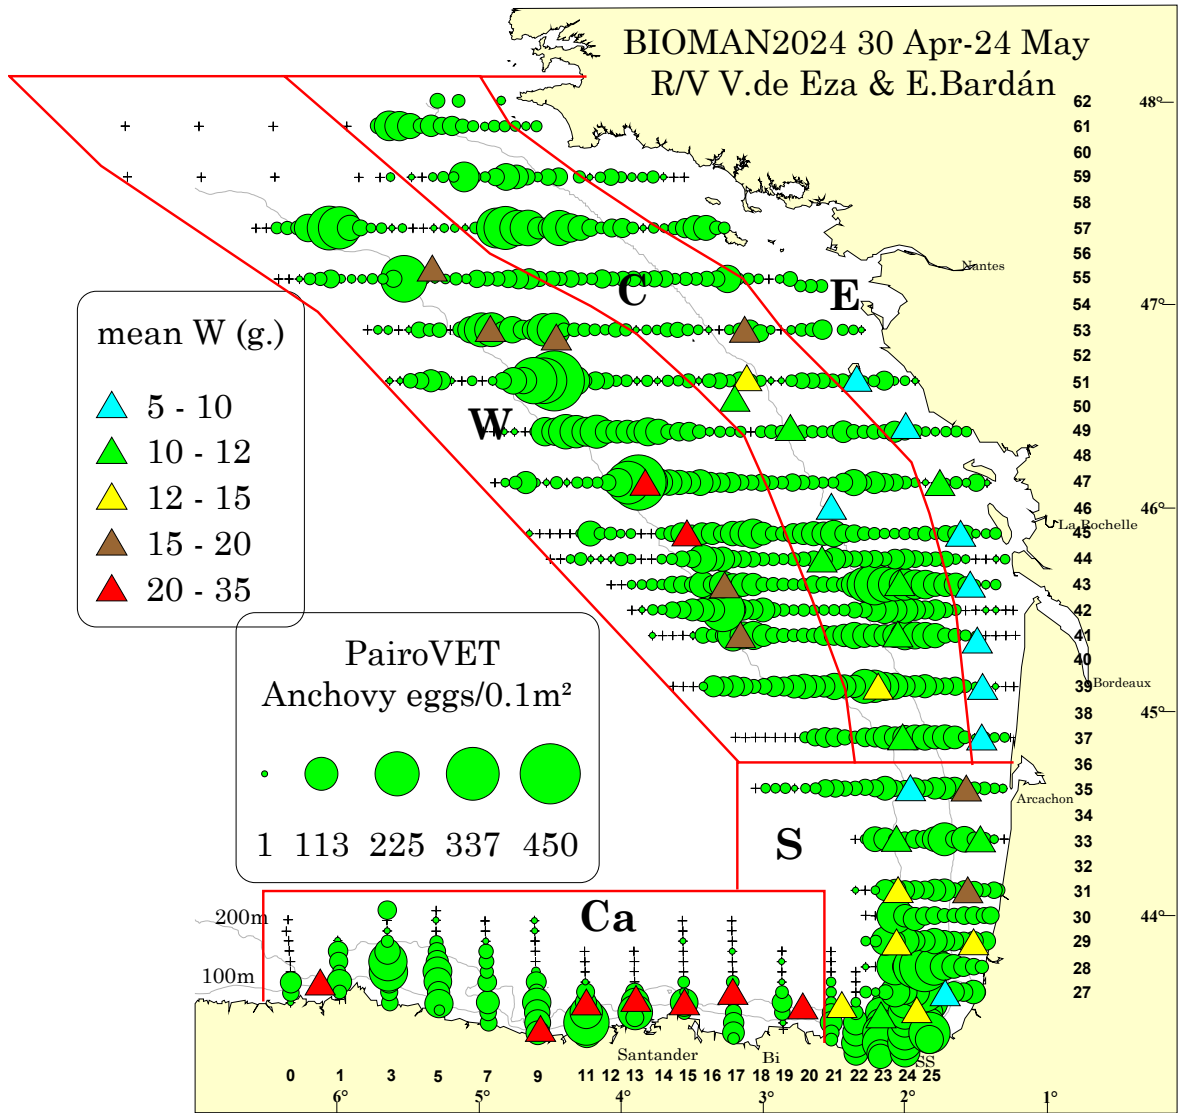 BIOMAN2024 30 Apr-24 May
R/V V.de Eza & E.Bardán
62
48°
61
60
59
58
57
56
Nantes
55
C
E
54
47°
mean W (g.)
53
52
51
5 - 10
50
W
49
10 - 12
48
12 - 15
47
46
46°
La Rochelle
15 - 20
45
44
20 - 35
43
42
41
PairoVET
40
Anchovy eggs/0.1m²
39
Bordeaux
38
45°
37
36
35
Arcachon
34
1 113 225 337 450
S
33
32
31
Ca
200m
30
44°
29
28
100m
27
Santander
Bi
SS
0 1 3 5 7 9 11 12 13 14 15 16 17 18 19 20 21 22 23 24 25
6° 5° 4° 3° 2° 1°